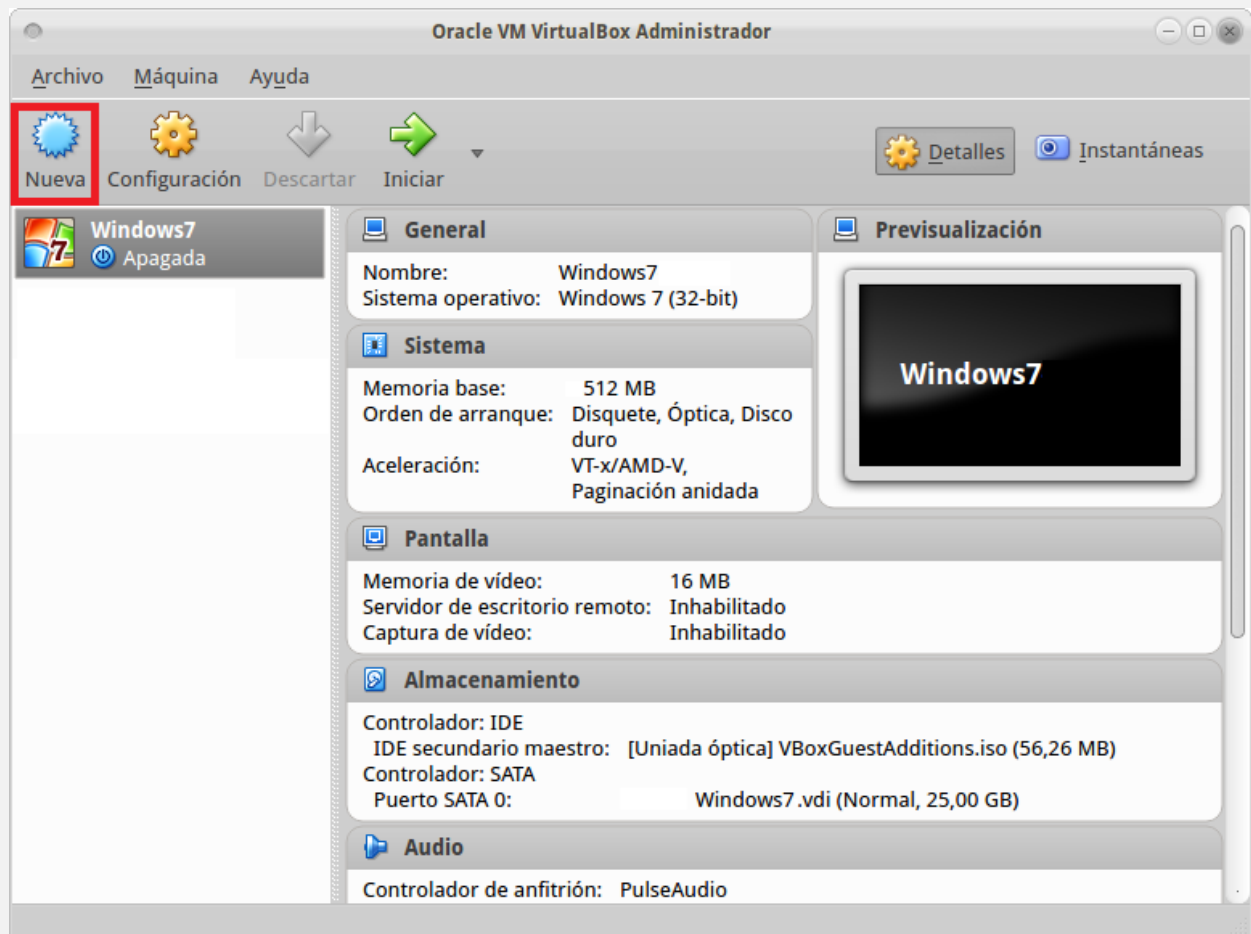 Oracle VM VirtualBox Administrador
Archivo Máquina Ayuda
Nueva Configuración Descartar Iniciar Detalles Instantáneas
Windows7
Apagada
7
General
Nombre: Windows7
Sistema operativo: Windows 7 (32-bit)
Previsualización
Windows7
Sistema
Memoria base: 512 MB
Orden de arranque: Disquete, Óptica, Disco
duro
Aceleración: VT-x/AMD-V,
Paginación anidada
Pantalla
Memoria de vídeo: 16 MB
Servidor de escritorio remoto: Inhabilitado
Captura de vídeo: Inhabilitado
Almacenamiento
Controlador: IDE
IDE secundario maestro: [Uniada óptica] VBoxGuestAdditions.iso (56,26 MB)
Controlador: SATA
Puerto SATA 0: Windows7.vdi (Normal, 25,00 GB)
Audio
Controlador de anfitrión: PulseAudio